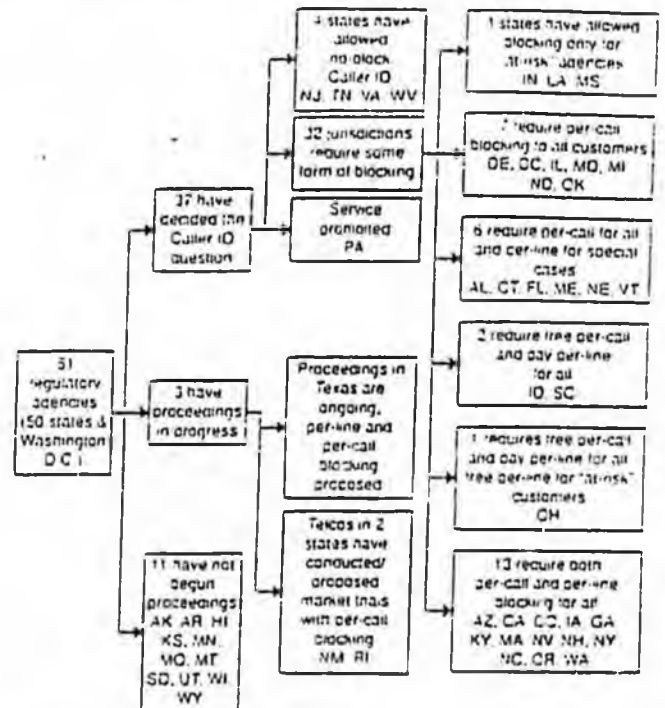 51
regulatory
agencies
(50 states &
Washington
D.C.)
37 have
decided the
Caller ID
question
3 have
proceedings
in progress
11 have not
begun
proceedings
AK, AR, HI
KS, MN,
MO, MT
SD, UT, WI
WY
4 states have
allowed
no-block
Caller ID
NJ, TN, VA, WV
32 jurisdictions
require some
form of blocking
Service
prohibited
PA
Proceedings in
Texas are
ongoing,
per-line and
per-call
blocking
proposed
Telcos in 2
states have
conducted/
proposed
market trials
with per-call
blocking
NM, RI
states have allowed
blocking only for
"at-risk" agencies
IN, LA, MS
7 require per-call
blocking to all customers
DE, DC, IL, MD, MI
ND, OK
6 require per-call for all
and per-line for special
cases
AL, CT, FL, ME, NE, VT
2 require free per-call
and pay per-line
for all
ID, SC
1 requires free per-call
and pay per-line for all
free per-line for "at-risk"
customers
OH
13 require both
per-call and per-line
blocking for all
AZ, CA, CO, IA, GA
KY, MA, NV, NH, NY
NC, OR, WA